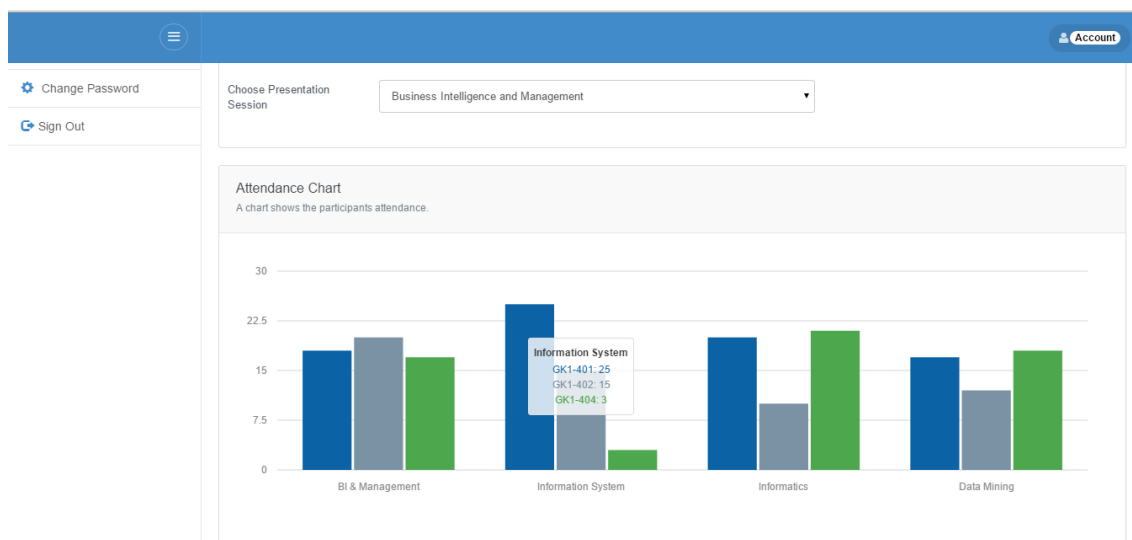 Account
Change Password
Sign Out
Choose Presentation
Session
Business Intelligence and Management
Attendance Chart
A chart shows the participants attendance.
30
22.5
15
7.5
0
Information System
GK1-401: 25
GK1-402: 15
GK1-404: 3
BI & Management
Information System
Informatics
Data Mining